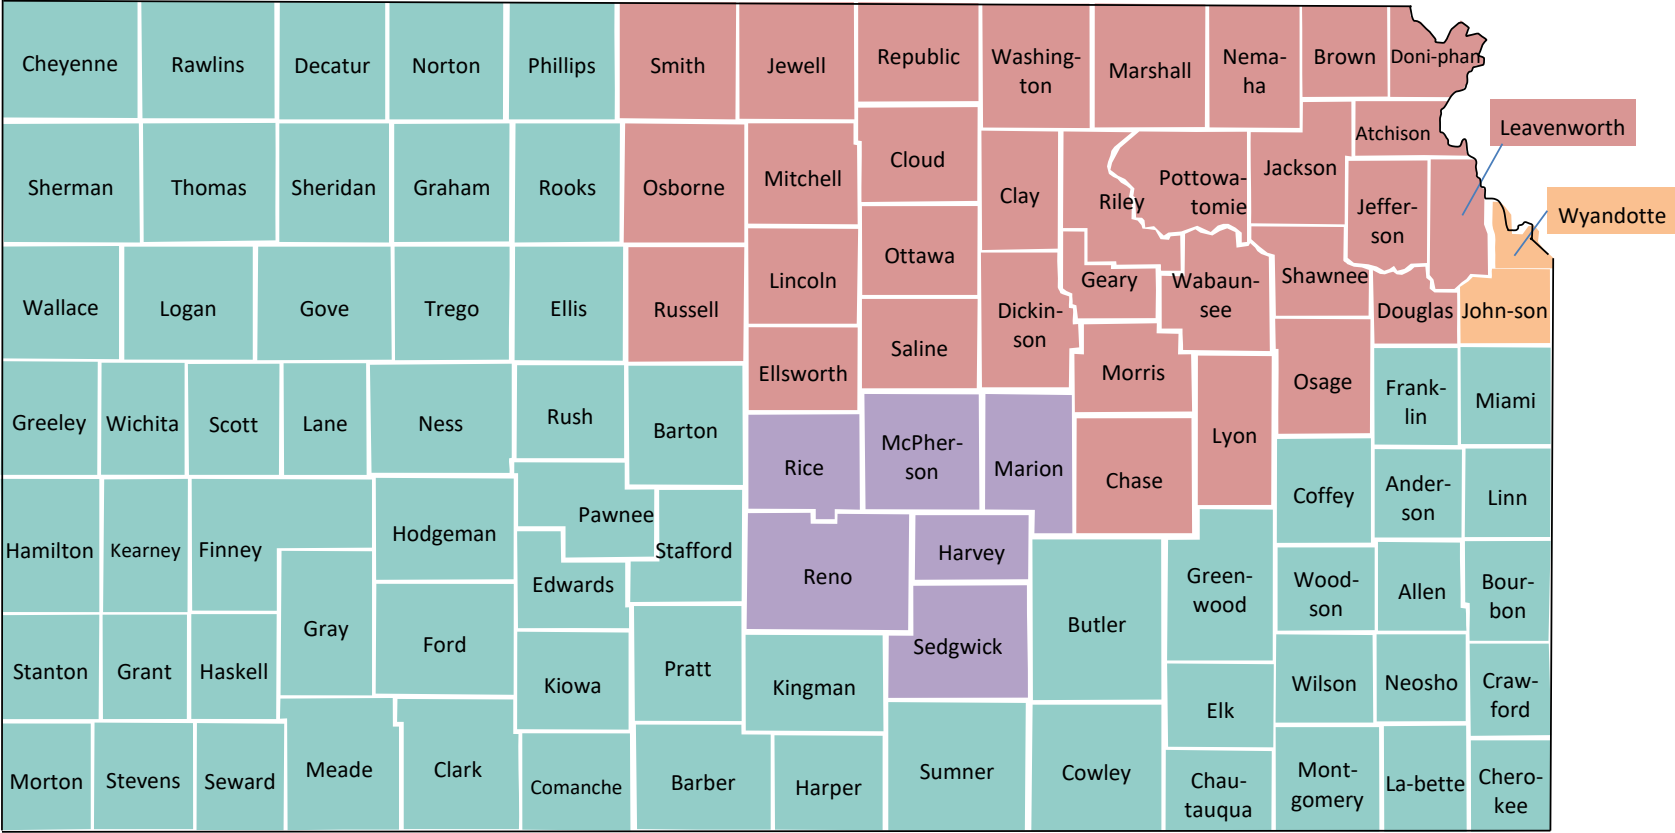 Cheyenne
Rawlins
Decatur
Norton
Phillips
Smith
Jewell
Republic
Washing-
ton
Marshall
Nema-
ha
Brown
Doni-phan
Sherman
Thomas
Sheridan
Graham
Rooks
Osborne
Mitchell
Cloud
Clay
Riley
Pottowa-
tomie
Jackson
Atchison
Jeffer-
son
Leavenworth
Wyandotte
Wallace
Logan
Gove
Trego
Ellis
Russell
Lincoln
Ottawa
Saline
Dickin-
son
Geary
Wabaun-
see
Shawnee
Douglas
John-son
Greeley
Wichita
Scott
Lane
Ness
Rush
Barton
Ellsworth
Rice
McPher-
son
Marion
Morris
Chase
Lyon
Osage
Frank-
lin
Miami
Hamilton
Kearney
Finney
Hodgeman
Pawnee
Stafford
Edwards
Reno
Harvey
Coffey
Ander-
son
Linn
Gray
Ford
Sedgwick
Butler
Green-
wood
Wood-
son
Allen
Bour-
bon
Stanton
Grant
Haskell
Kiowa
Pratt
Kingman
Elk
Wilson
Neosho
Craw-
ford
Morton
Stevens
Seward
Meade
Clark
Comanche
Barber
Harper
Sumner
Cowley
Chau-
tauqua
Mont-
gomery
La-bette
Chero-
kee